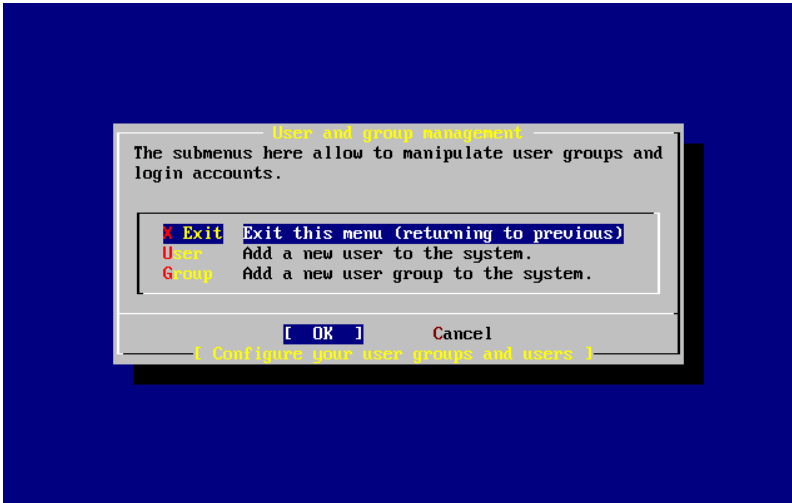 User and group management
The submenus here allow to manipulate user groups and
login accounts.
X Exit Exit this menu (returning to previous)
User Add a new user to the system.
Group Add a new user group to the system.
[ OK ] Cancel
[ Configure your user groups and users ]